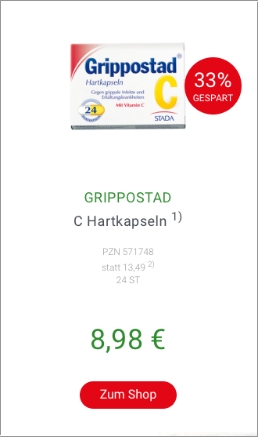 Grippostad
Hartkapseln
Gegen grippale Infekte und
Erkältungskrankheiten
Mit Vitamin C
24
C
STADA
33%
GESPART
GRIPPOSTAD
C Hartkapseln 1)
PZN 571748
statt 13,49 2)
24 ST
8,98 €
Zum Shop